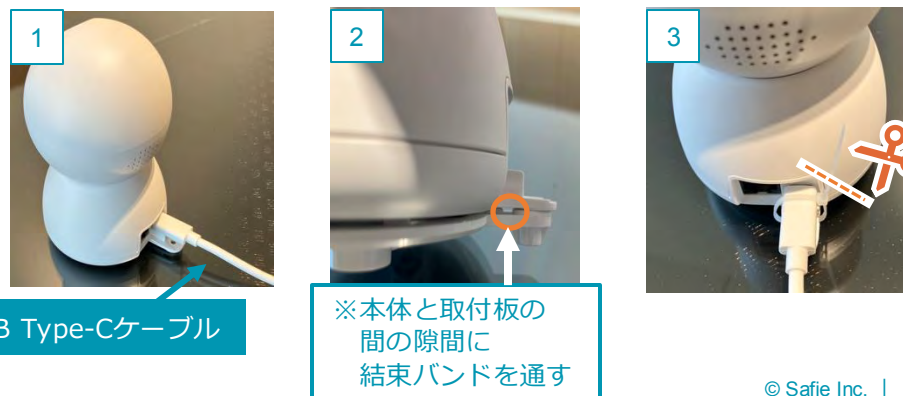 1
2
3
B Type-Cケーブル
※本体と取付板の
間の隙間に
結束バンドを通す
© Safie Inc. |